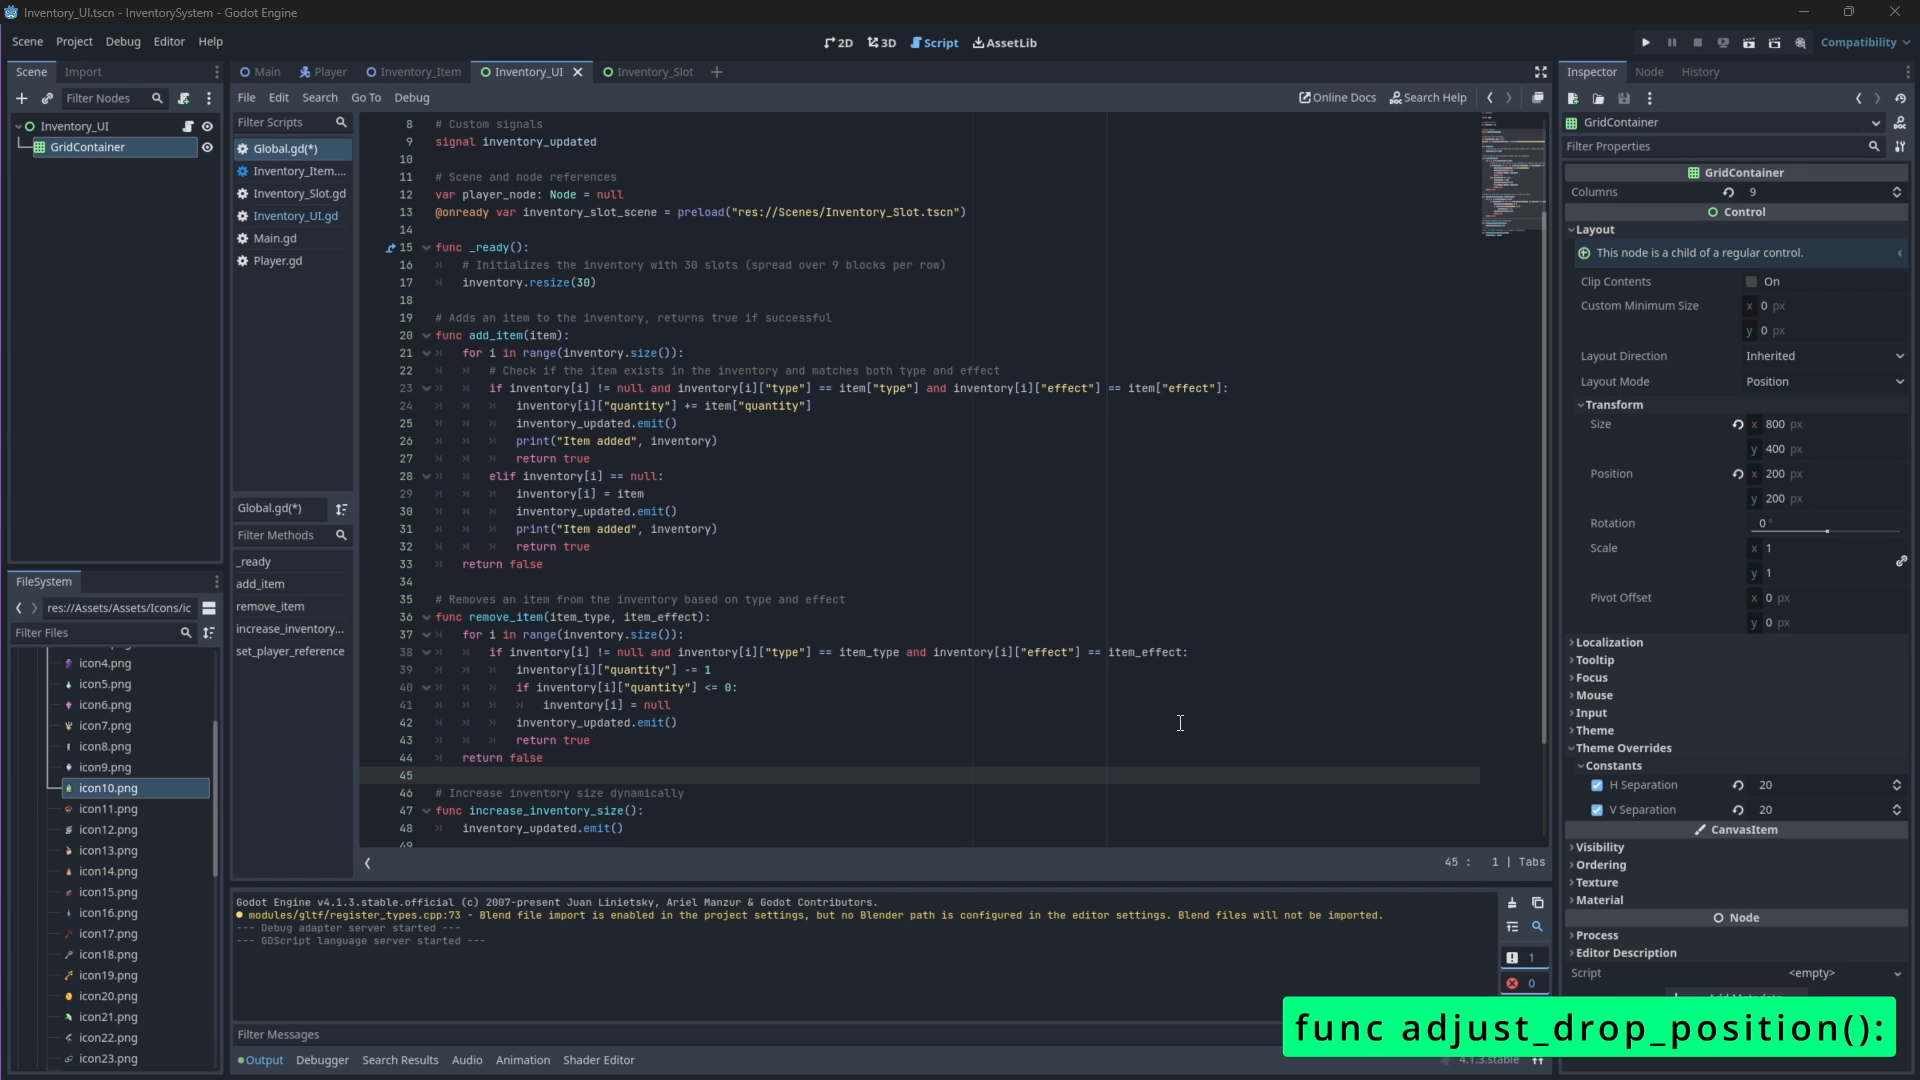 Inventory_UI.tscn - InventorySystem - Godot Engine
Scene Project Debug Editor Help
2D 3D Script AssetLib
Compatibility
Scene Import
Filter Nodes
Inventory_UI
GridContainer
Main Player Inventory_Item Inventory_UI Inventory_Slot
File Edit Search Go To Debug
Online Docs Search Help
Filter Scripts
Global.gd(*)
Inventory_Item....
Inventory_Slot.gd
Inventory_UI.gd
Main.gd
Player.gd
Global.gd(*)
Filter Methods
_ready
add_item
remove_item
increase_inventory...
set_player_reference
8 # Custom signals
9 signal inventory_updated
10
11 # Scene and node references
12 var player_node: Node = null
13 @onready var inventory_slot_scene = preload("res://Scenes/Inventory_Slot.tscn")
14
15 func _ready():
16 # Initializes the inventory with 30 slots (spread over 9 blocks per row)
17 inventory.resize(30)
18
19 # Adds an item to the inventory, returns true if successful
20 func add_item(item):
21 for i in range(inventory.size()):
22 # Check if the item exists in the inventory and matches both type and effect
23 if inventory[i] != null and inventory[i]["type"] == item["type"] and inventory[i]["effect"] == item["effect"]:
24 inventory[i]["quantity"] += item["quantity"]
25 inventory_updated.emit()
26 print("Item added", inventory)
27 return true
28 elif inventory[i] == null:
29 inventory[i] = item
30 inventory_updated.emit()
31 print("Item added", inventory)
32 return true
33 return false
34
35 # Removes an item from the inventory based on type and effect
36 func remove_item(item_type, item_effect):
37 for i in range(inventory.size()):
38 if inventory[i] != null and inventory[i]["type"] == item_type and inventory[i]["effect"] == item_effect:
39 inventory[i]["quantity"] -= 1
40 if inventory[i]["quantity"] <= 0:
41 inventory[i] = null
42 inventory_updated.emit()
43 return true
44 return false
45
46 # Increase inventory size dynamically
47 func increase_inventory_size():
48 inventory_updated.emit()
49
45 : 1 | Tabs
FileSystem
res://Assets/Assets/Icons/ic
Filter Files
icon4.png
icon5.png
icon6.png
icon7.png
icon8.png
icon9.png
icon10.png
icon11.png
icon12.png
icon13.png
icon14.png
icon15.png
icon16.png
icon17.png
icon18.png
icon19.png
icon20.png
icon21.png
icon22.png
icon23.png
Godot Engine v4.1.3.stable.official (c) 2007-present Juan Linietsky, Ariel Manzur & Godot Contributors.
modules/gltf/register_types.cpp:73 - Blend file import is enabled in the project settings, but no Blender path is configured in the editor settings. Blend files will not be imported.
--- Debug adapter server started ---
--- GDScript language server started ---
1
0
Filter Messages
Output Debugger Search Results Audio Animation Shader Editor
4.1.3.stable
Inspector Node History
GridContainer
Filter Properties
GridContainer
Columns 9
Control
Layout
This node is a child of a regular control.
Clip Contents On
Custom Minimum Size x 0 px
y 0 px
Layout Direction Inherited
Layout Mode Position
Transform
Size x 800 px
y 400 px
Position x 200 px
y 200 px
Rotation 0 °
Scale x 1
y 1
Pivot Offset x 0 px
y 0 px
Localization
Tooltip
Focus
Mouse
Input
Theme
Theme Overrides
Constants
H Separation 20
V Separation 20
CanvasItem
Visibility
Ordering
Texture
Material
Node
Process
Editor Description
Script <empty>
func adjust_drop_position():